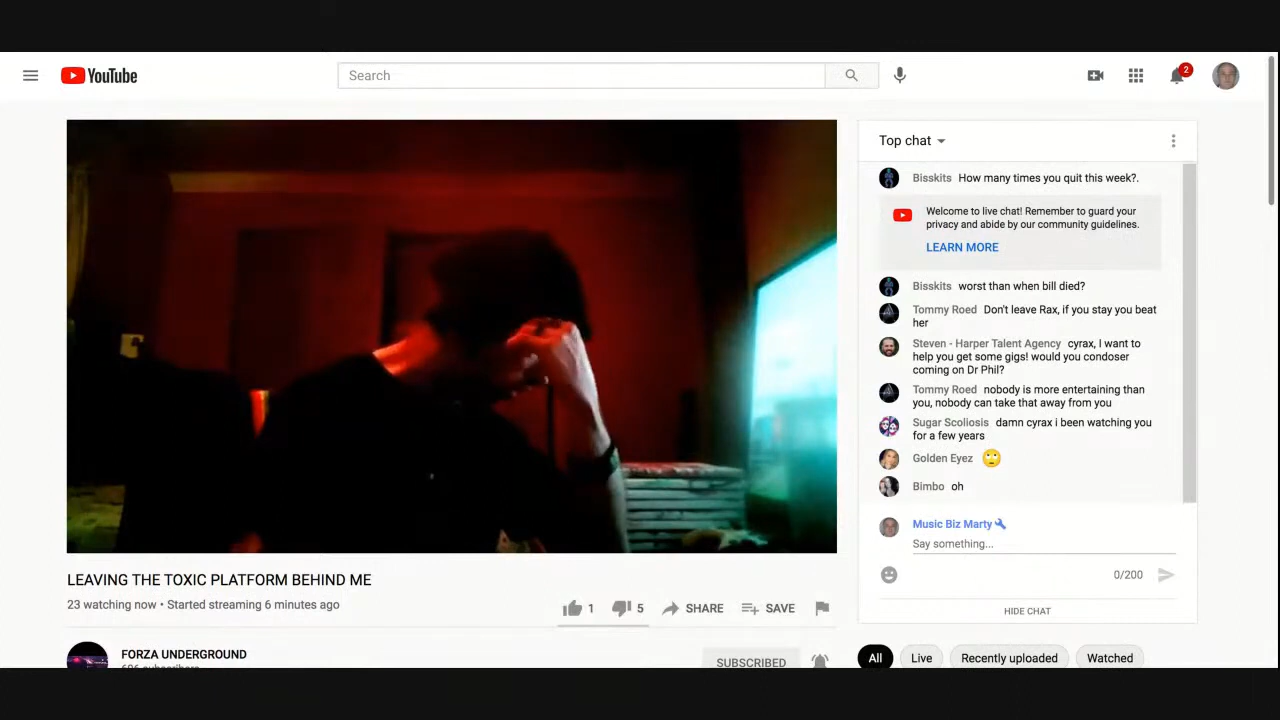 YouTube
Search
2
Top chat
Bisskits How many times you quit this week?.
Welcome to live chat! Remember to guard your
privacy and abide by our community guidelines.
LEARN MORE
Bisskits worst than when bill died?
Tommy Roed Don't leave Rax, if you stay you beat
her
Steven - Harper Talent Agency cyrax, I want to
help you get some gigs! would you condoser
coming on Dr Phil?
Tommy Roed nobody is more entertaining than
you, nobody can take that away from you
Sugar Scoliosis damn cyrax i been watching you
for a few years
Golden Eyez
Bimbo oh
Music Biz Marty
Say something...
0/200
HIDE CHAT
LEAVING THE TOXIC PLATFORM BEHIND ME
23 watching now • Started streaming 6 minutes ago
1 5 SHARE SAVE
FORZA UNDERGROUND
SUBSCRIBED
All Live Recently uploaded Watched